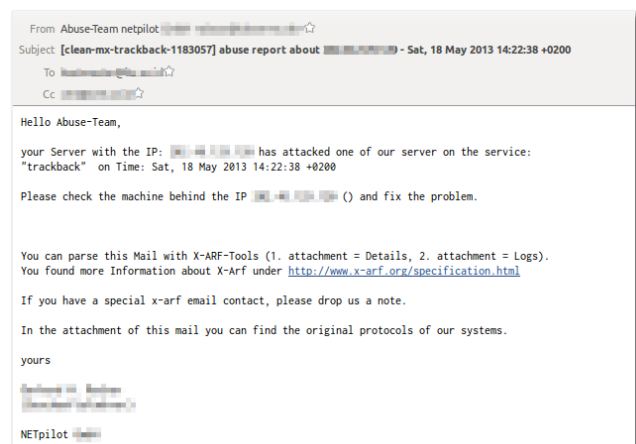 From Abuse-Team netpilot
Subject [clean-mx-trackback-1183057] abuse report about - Sat, 18 May 2013 14:22:38 +0200
To
Cc
Hello Abuse-Team,
your Server with the IP: has attacked one of our server on the service:
"trackback" on Time: Sat, 18 May 2013 14:22:38 +0200
Please check the machine behind the IP () and fix the problem.
You can parse this Mail with X-ARF-Tools (1. attachment = Details, 2. attachment = Logs).
You found more Information about X-Arf under http://www.x-arf.org/specification.html
If you have a special x-arf email contact, please drop us a note.
In the attachment of this mail you can find the original protocols of our systems.
yours
NETpilot